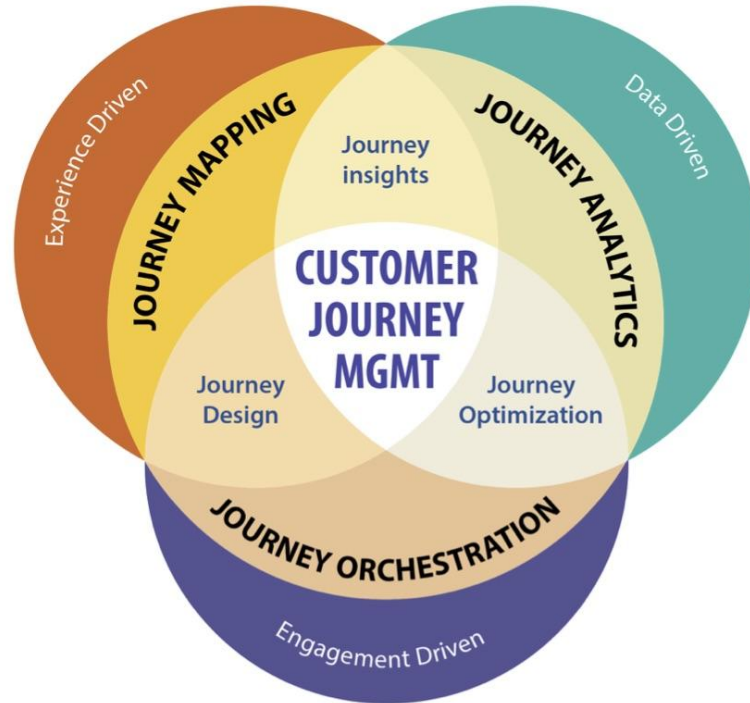 Experience Driven
JOURNEY MAPPING
Journey
insights
JOURNEY ANALYTICS
Data Driven
CUSTOMER
JOURNEY
MGMT
Journey
Design
Journey
Optimization
JOURNEY ORCHESTRATION
Engagement Driven